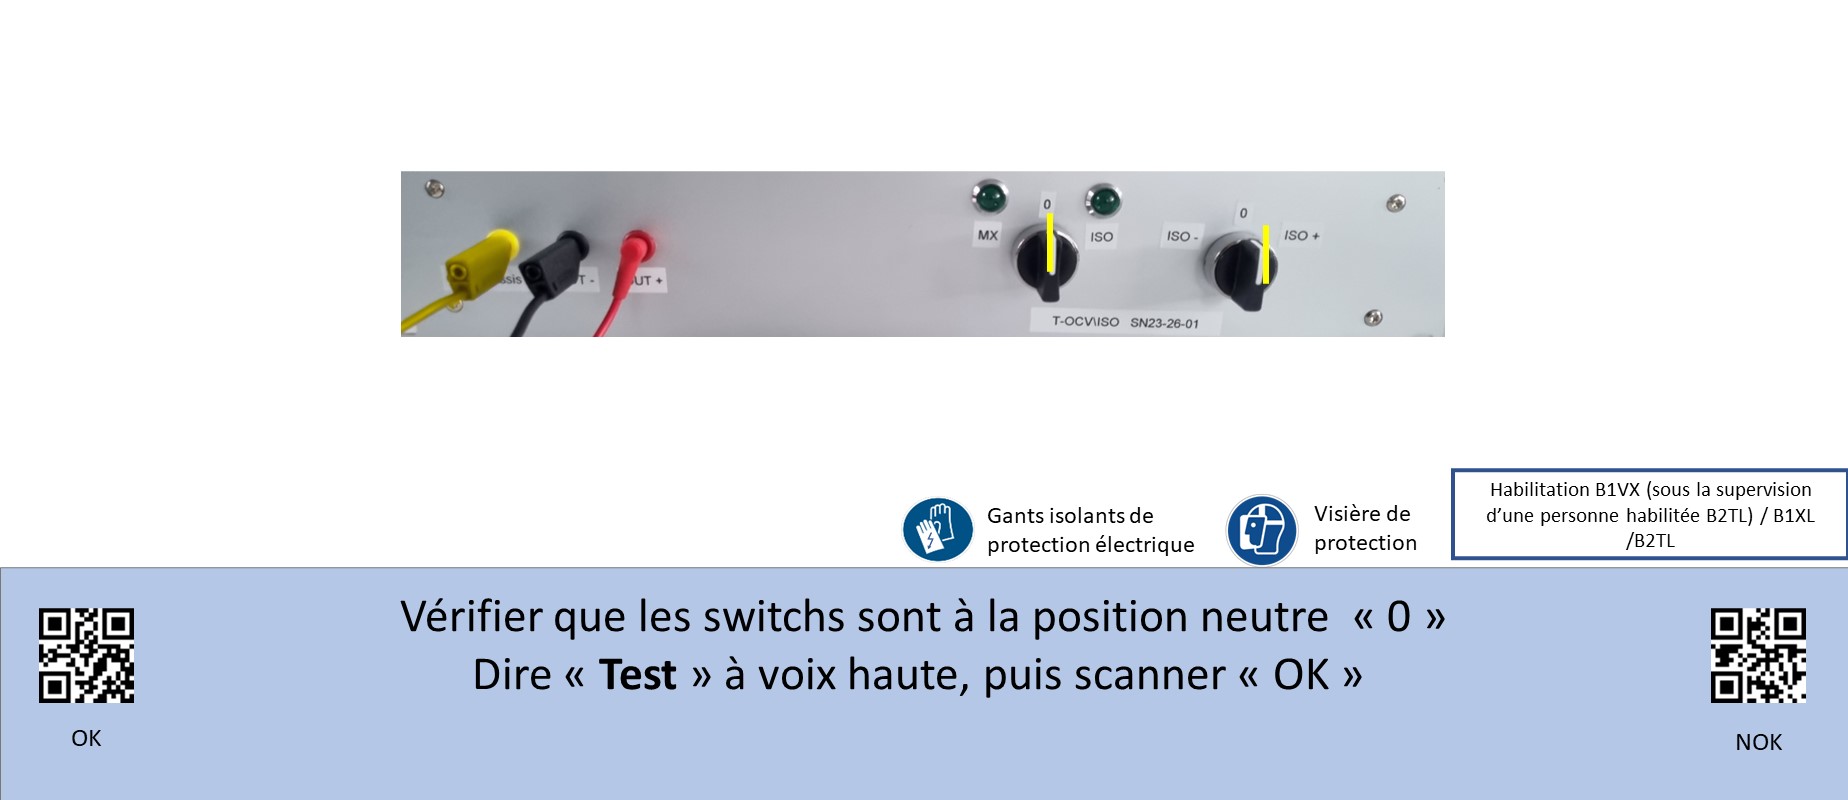 0
0
MX
ISO
ISO -
ISO +
T-OCV\ISO SN23-26-01
Gants isolants de
protection électrique
Visière de
protection
Habilitation B1VX (sous la supervision
d’une personne habilitée B2TL) / B1XL
/B2TL
Vérifier que les switchs sont à la position neutre « 0 »
Dire « Test » à voix haute, puis scanner « OK »
OK
NOK